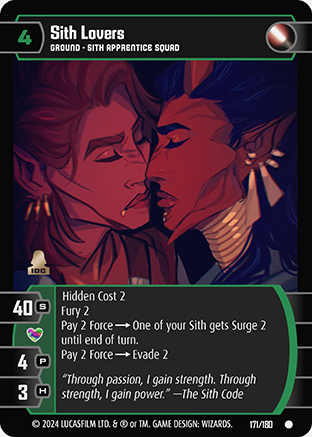 4
Sith Lovers
GROUND - SITH APPRENTICE SQUAD
IDC
40 S
4 P
3 H
Hidden Cost 2
Fury 2
Pay 2 Force → One of your Sith gets Surge 2
until end of turn.
Pay 2 Force → Evade 2
“Through passion, I gain strength. Through
strength, I gain power.” —The Sith Code
© 2024 LUCASFILM LTD. & ® or TM. GAME DESIGN: WIZARDS.
171/180